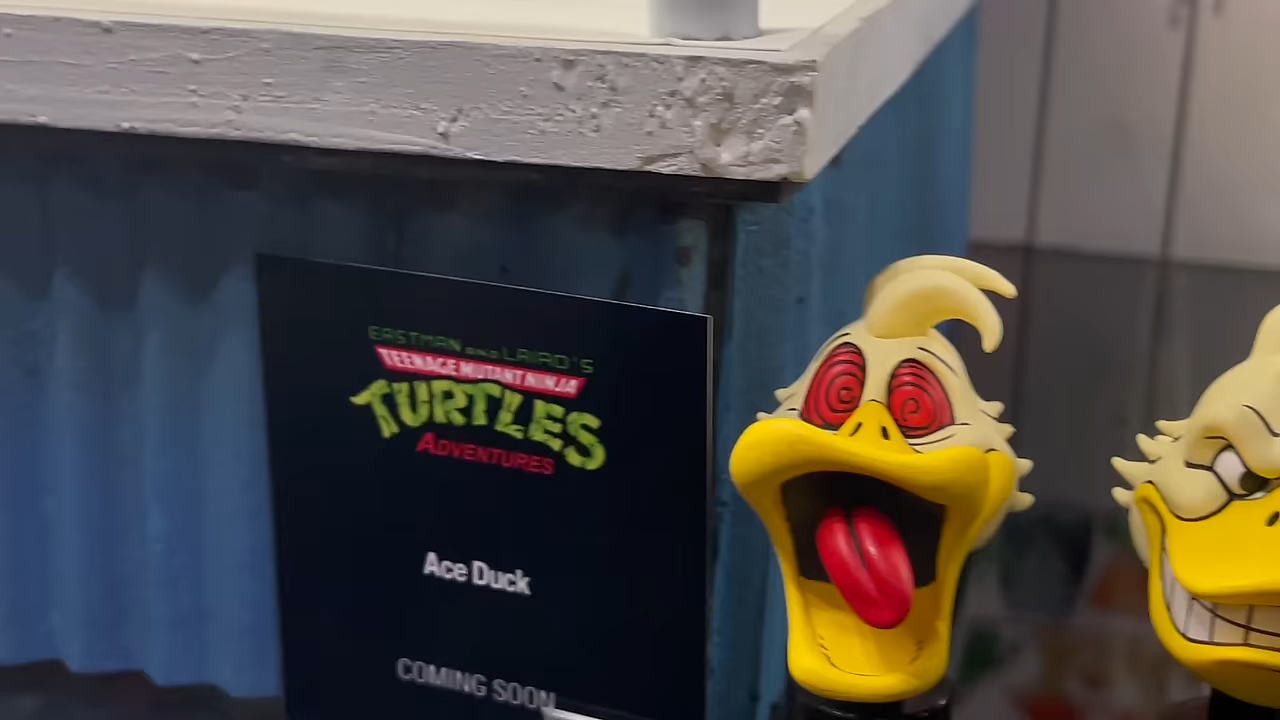 EASTMAN AND LAIRD'S
TEENAGE MUTANT NINJA
TURTLES
ADVENTURES
Ace Duck
COMING SOON